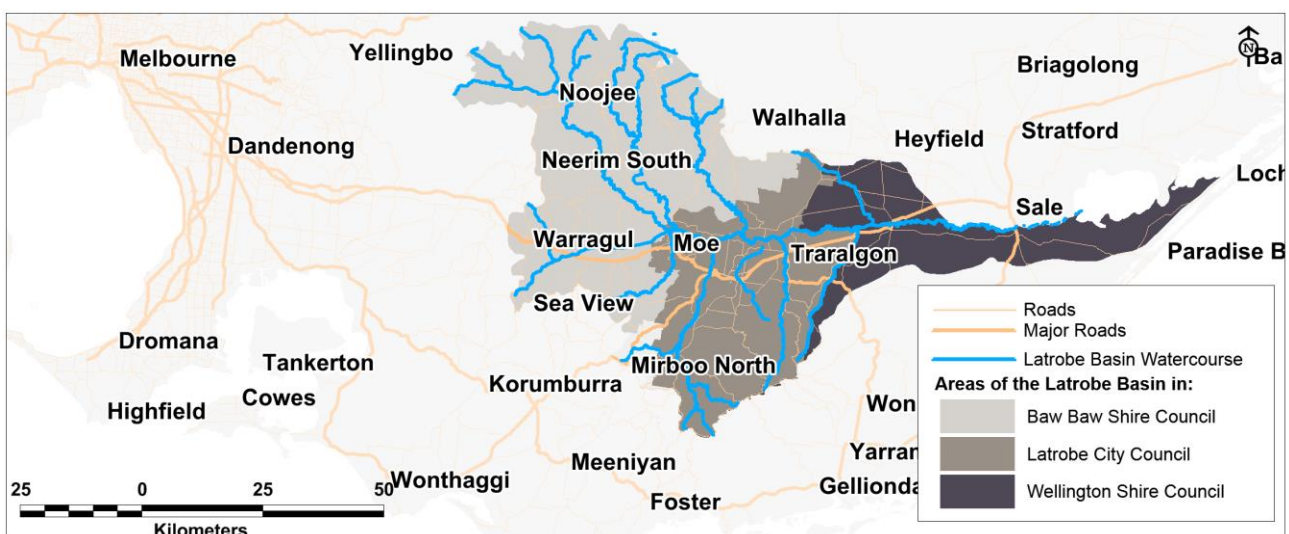 Melbourne
Yellingbo
N
Ba
Briagolong
Noojee
Walhalla
Heyfield
Stratford
Dandenong
Neerim South
Loch
Sale
Warragul
Moe
Traralgon
Paradise B
Sea View
Dromana
Tankerton
Korumburra
Mirboo North
Cowes
Highfield
Won
Yarran
Meeniyan
Wonthaggi
Foster
Gellionda
Roads
Major Roads
Latrobe Basin Watercourse
Areas of the Latrobe Basin in:
Baw Baw Shire Council
Latrobe City Council
Wellington Shire Council
25 0 25 50
Kilometers